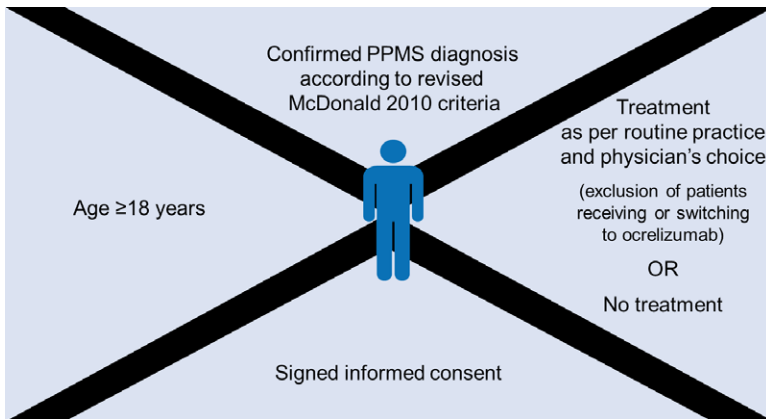 Confirmed PPMS diagnosis
according to revised
McDonald 2010 criteria
Age ≥18 years
Treatment
as per routine practice
and physician’s choice
(exclusion of patients
receiving or switching
to ocrelizumab)
OR
No treatment
Signed informed consent